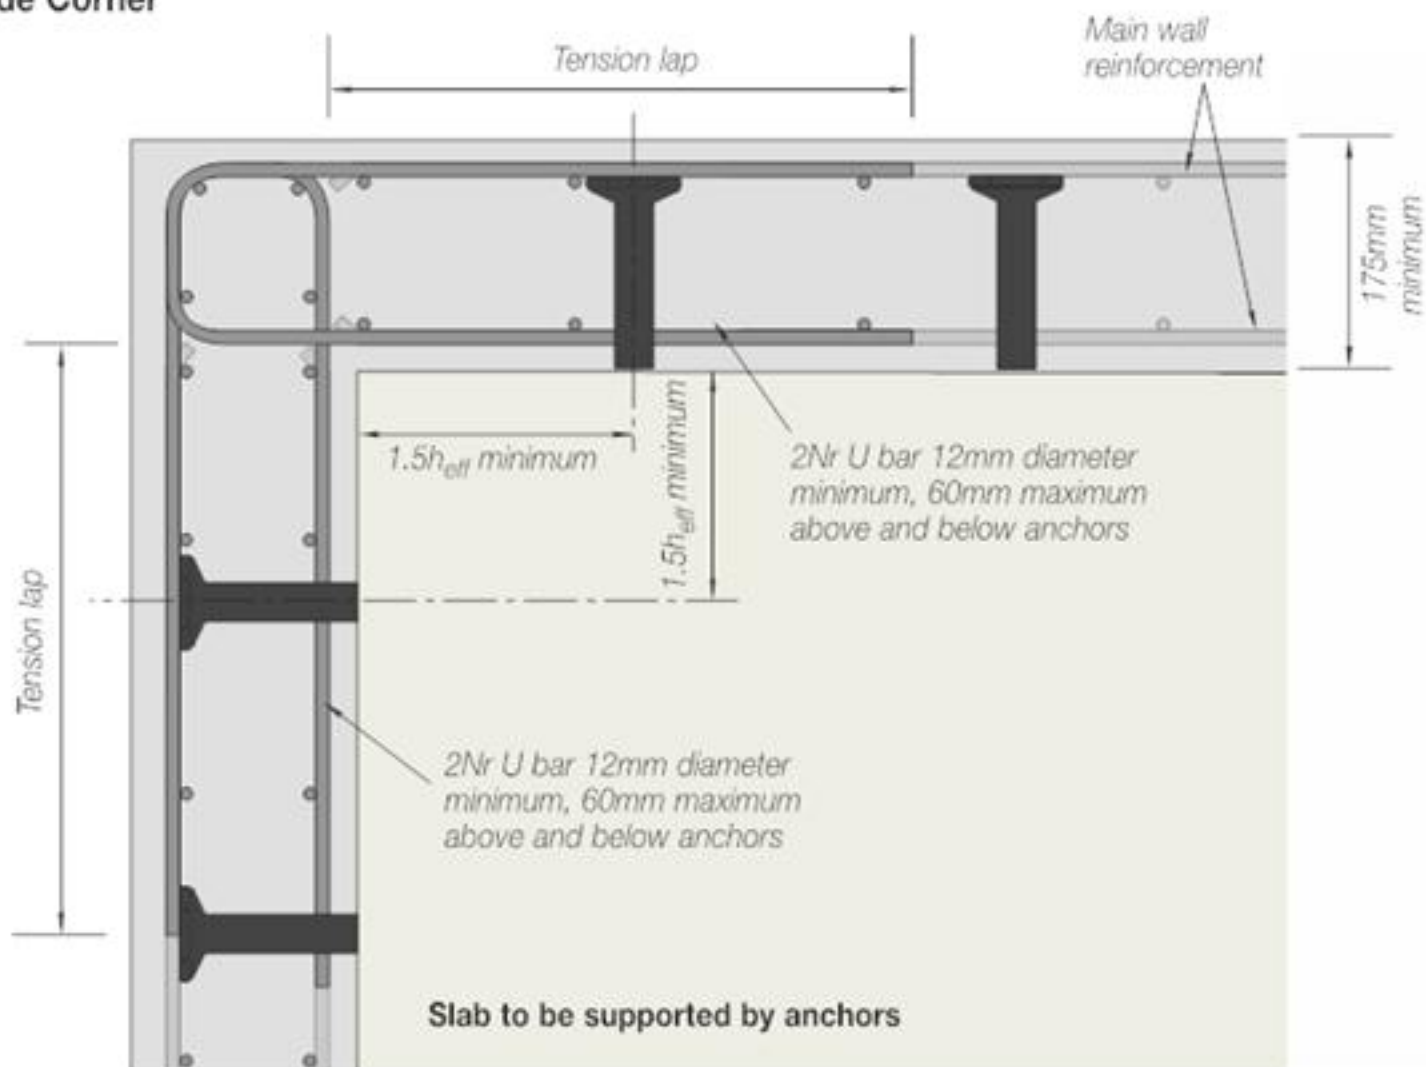 de Corner
Tension lap
Main wall
reinforcement
175mm
minimum
1.5heff minimum
1.5heff minimum
2Nr U bar 12mm diameter
minimum, 60mm maximum
above and below anchors
Tension lap
2Nr U bar 12mm diameter
minimum, 60mm maximum
above and below anchors
Slab to be supported by anchors